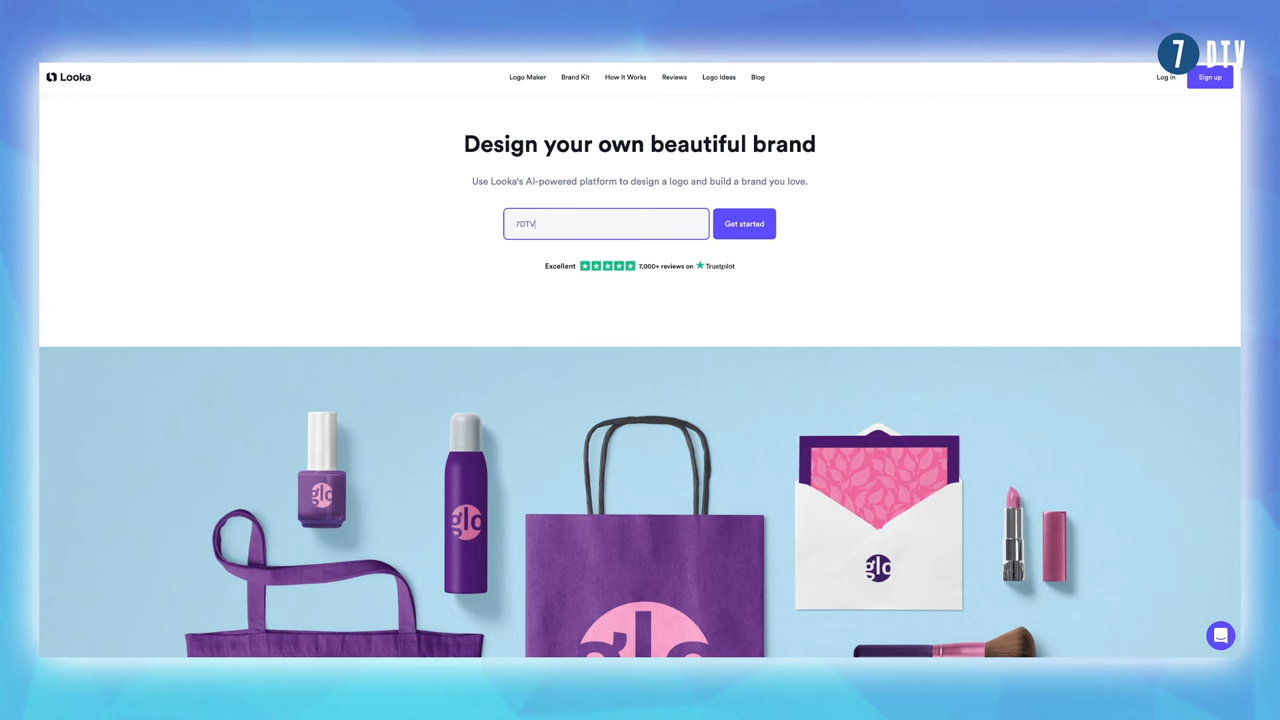 7 DTV
Looka
Logo Maker Brand Kit How It Works Reviews Logo Ideas Blog
Log in Sign up
Design your own beautiful brand
Use Looka's AI-powered platform to design a logo and build a brand you love.
7DTV Get started
Excellent 7,000+ reviews on Trustpilot
glo
glo
glo
glo